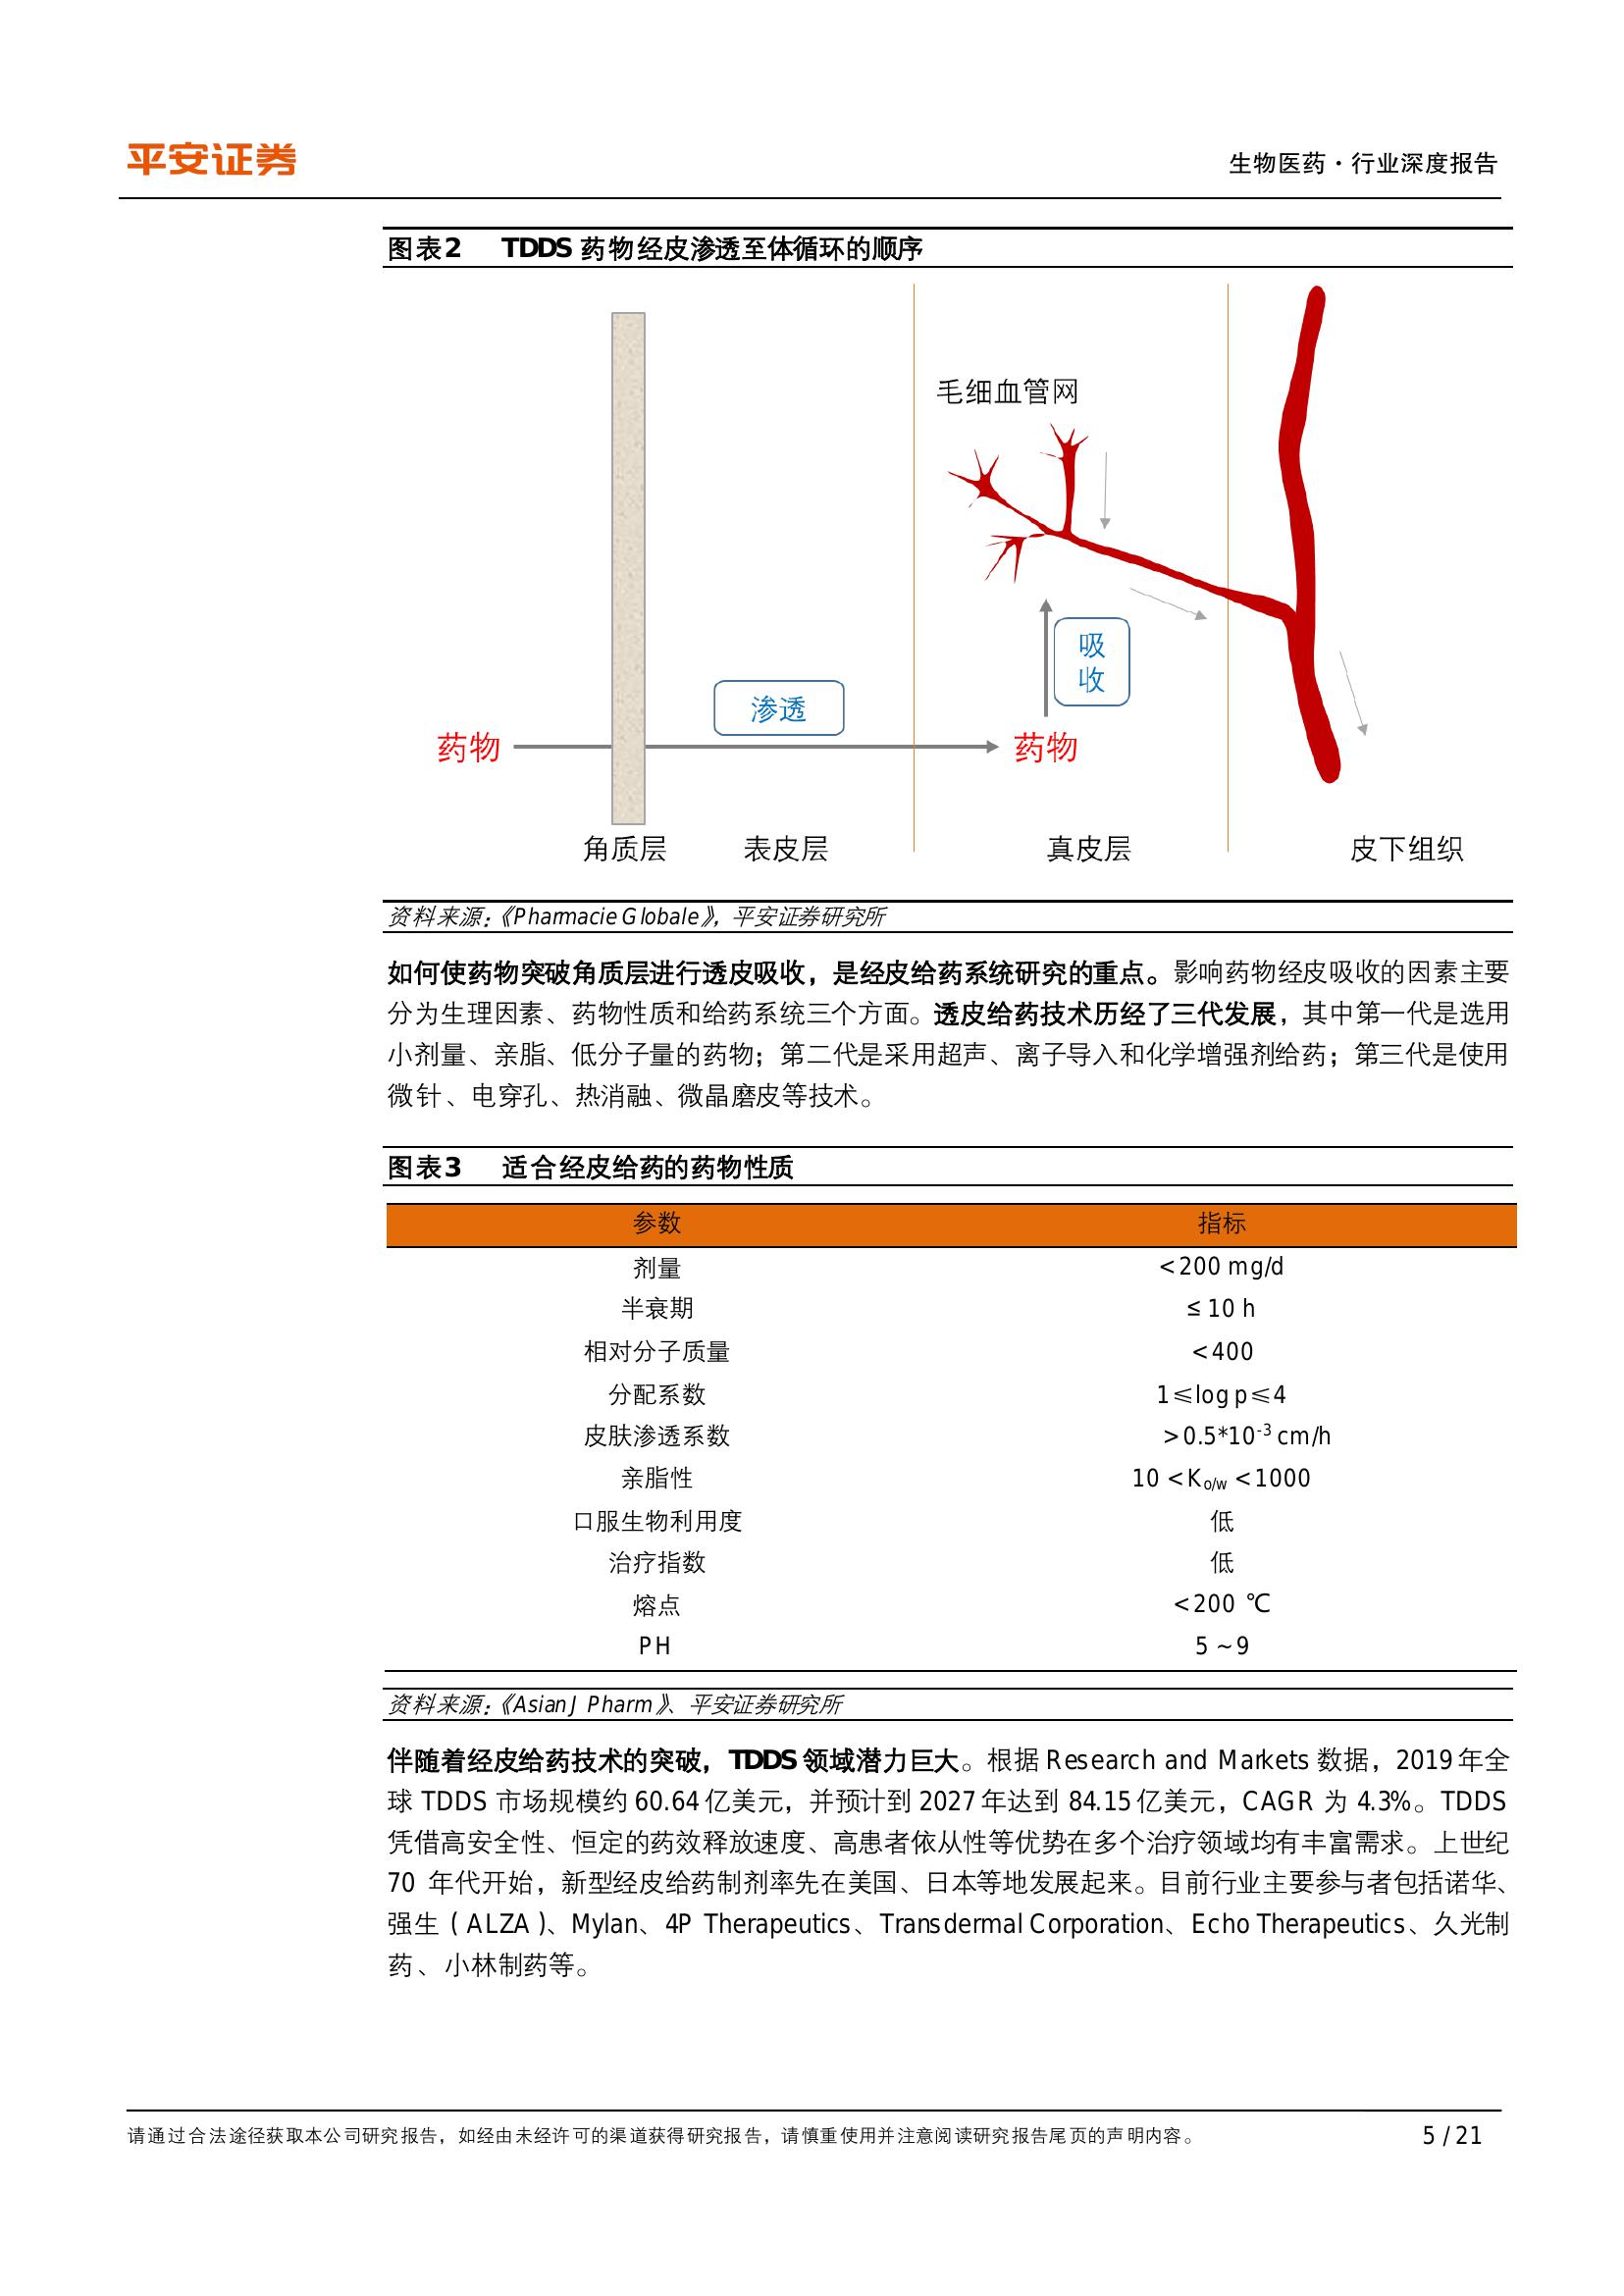 平安证券
生物医药·行业深度报告
图表2 TDDS 药物经皮渗透至体循环的顺序
毛细血管网
吸
收
渗透
药物
药物
角质层 表皮层 真皮层 皮下组织
资料来源：《Pharmacie Globale》，平安证券研究所
如何使药物突破角质层进行透皮吸收，是经皮给药系统研究的重点。影响药物经皮吸收的因素主要
分为生理因素、药物性质和给药系统三个方面。透皮给药技术历经了三代发展，其中第一代是选用
小剂量、亲脂、低分子量的药物；第二代是采用超声、离子导入和化学增强剂给药；第三代是使用
微针、电穿孔、热消融、微晶磨皮等技术。
图表3 适合经皮给药的药物性质
参数 指标
剂量 <200 mg/d
半衰期 ≤ 10 h
相对分子质量 <400
分配系数 1≤log p≤4
皮肤渗透系数 >0.5*10⁻³ cm/h
亲脂性 10 <Ko/w <1000
口服生物利用度 低
治疗指数 低
熔点 <200 ℃
PH 5 ~9
资料来源：《Asian J Pharm》、平安证券研究所
伴随着经皮给药技术的突破，TDDS 领域潜力巨大。根据 Research and Markets 数据，2019 年全
球 TDDS 市场规模约 60.64 亿美元，并预计到 2027 年达到 84.15 亿美元，CAGR 为 4.3%。TDDS
凭借高安全性、恒定的药效释放速度、高患者依从性等优势在多个治疗领域均有丰富需求。上世纪
70 年代开始，新型经皮给药制剂率先在美国、日本等地发展起来。目前行业主要参与者包括诺华、
强生（ALZA）、Mylan、4P Therapeutics、Transdermal Corporation、Echo Therapeutics、久光制
药、小林制药等。
请通过合法途径获取本公司研究报告，如经由未经许可的渠道获得研究报告，请慎重使用并注意阅读研究报告尾页的声明内容。 5 / 21